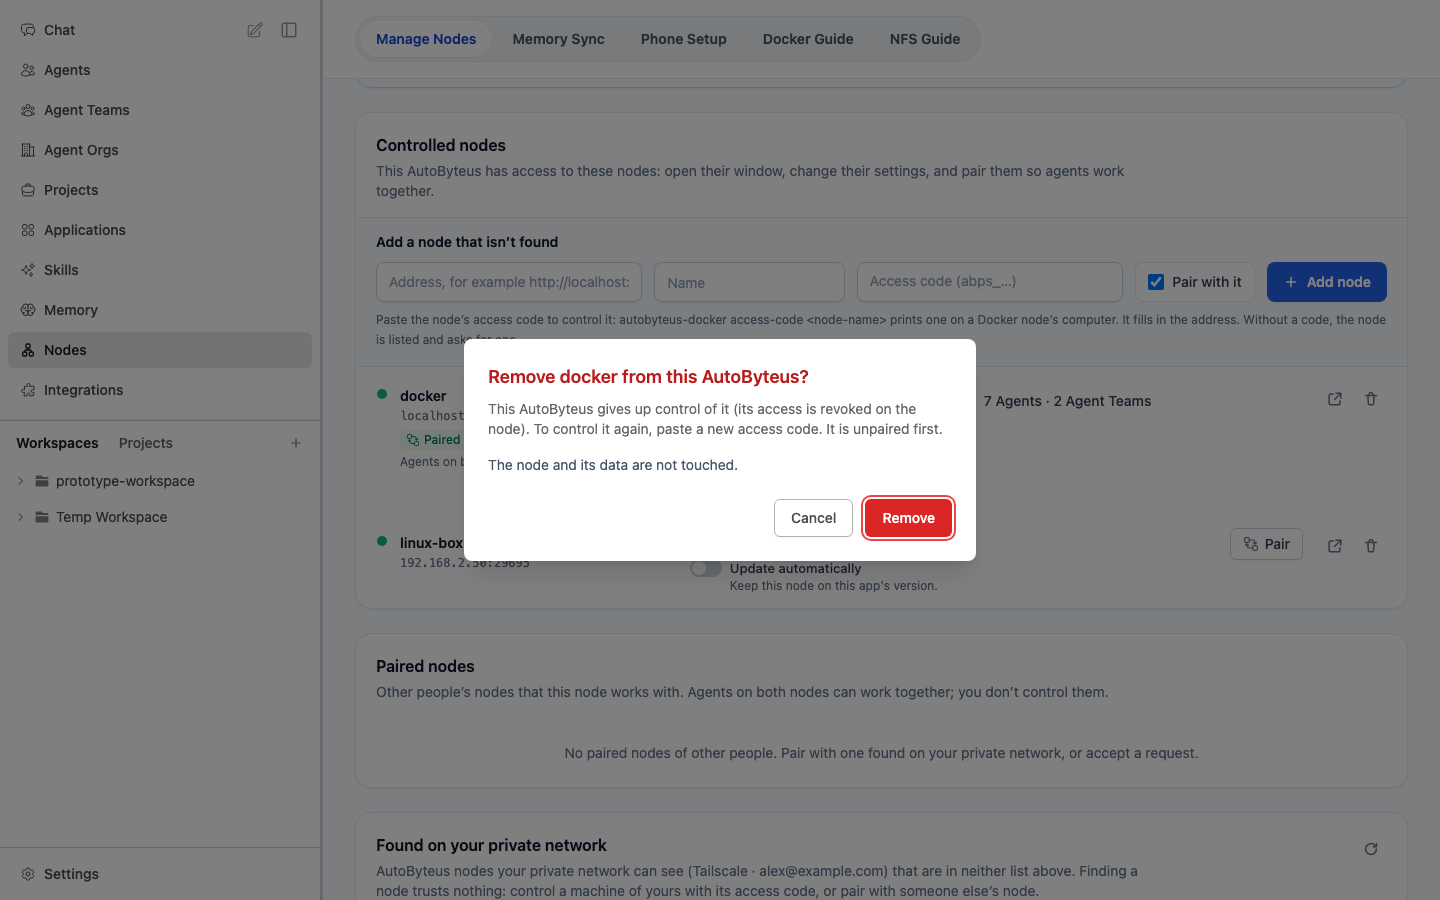 Chat
Agents
Agent Teams
Agent Orgs
Projects
Applications
Skills
Memory
Nodes
Integrations
Workspaces Projects
prototype-workspace
Temp Workspace
Settings
Manage Nodes Memory Sync Phone Setup Docker Guide NFS Guide
Controlled nodes
This AutoByteus has access to these nodes: open their window, change their settings, and pair them so agents work
together.
Add a node that isn’t found
Address, for example http://localhost: Name Access code (abps_…) Pair with it + Add node
Paste the node’s access code to control it: autobyteus-docker access-code <node-name> prints one on a Docker node’s computer. It fills in the address. Without a code, the node
is listed and asks for one.
docker 7 Agents · 2 Agent Teams
localhost
Paired
Agents on
Remove docker from this AutoByteus?
This AutoByteus gives up control of it (its access is revoked on the
node). To control it again, paste a new access code. It is unpaired first.
The node and its data are not touched.
Cancel Remove
linux-box Pair
192.168.2.50:29695
Update automatically
Keep this node on this app's version.
Paired nodes
Other people’s nodes that this node works with. Agents on both nodes can work together; you don’t control them.
No paired nodes of other people. Pair with one found on your private network, or accept a request.
Found on your private network
AutoByteus nodes your private network can see (Tailscale · alex@example.com) that are in neither list above. Finding a
node trusts nothing: control a machine of yours with its access code, or pair with someone else’s node.